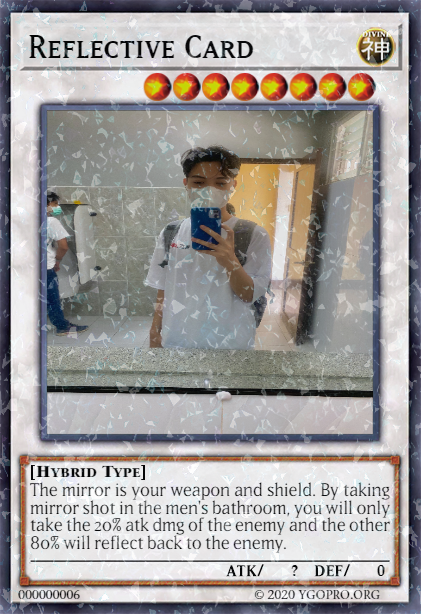 Reflective Card
DIVINE
神
[Hybrid Type]
The mirror is your weapon and shield. By taking
mirror shot in the men's bathroom, you will only
take the 20% atk dmg of the enemy and the other
80% will reflect back to the enemy.
ATK/ ? DEF/ 0
000000006 © 2020 YGOPRO.ORG